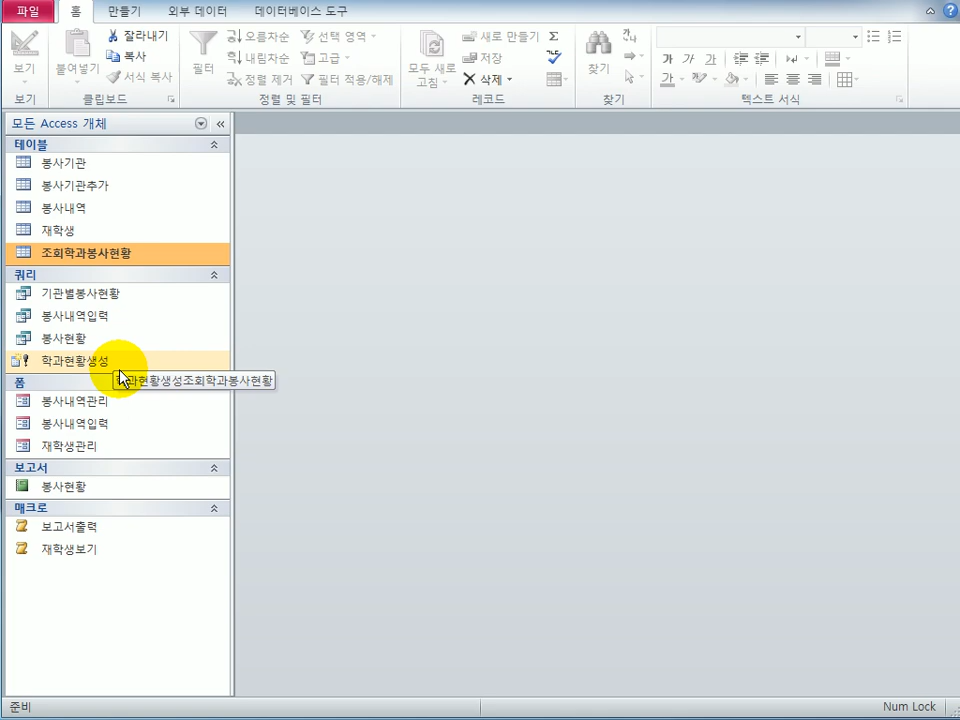 파일 홈 만들기 외부 데이터 데이터베이스 도구
보기
보기
붙여넣기
잘라내기
복사
서식 복사
클립보드
필터
오름차순
내림차순
정렬 제거
선택 영역
고급
필터 적용/해제
정렬 및 필터
모두 새로
고침
새로 만들기
저장
삭제
레코드
찾기
찾기
가 가 가
가
텍스트 서식
모든 Access 개체
테이블
봉사기관
봉사기관추가
봉사내역
재학생
조회학과봉사현황
쿼리
기관별봉사현황
봉사내역입력
봉사현황
학과현황생성
학과현황생성조회학과봉사현황
폼
봉사내역관리
봉사내역입력
재학생관리
보고서
봉사현황
매크로
보고서출력
재학생보기
준비
Num Lock